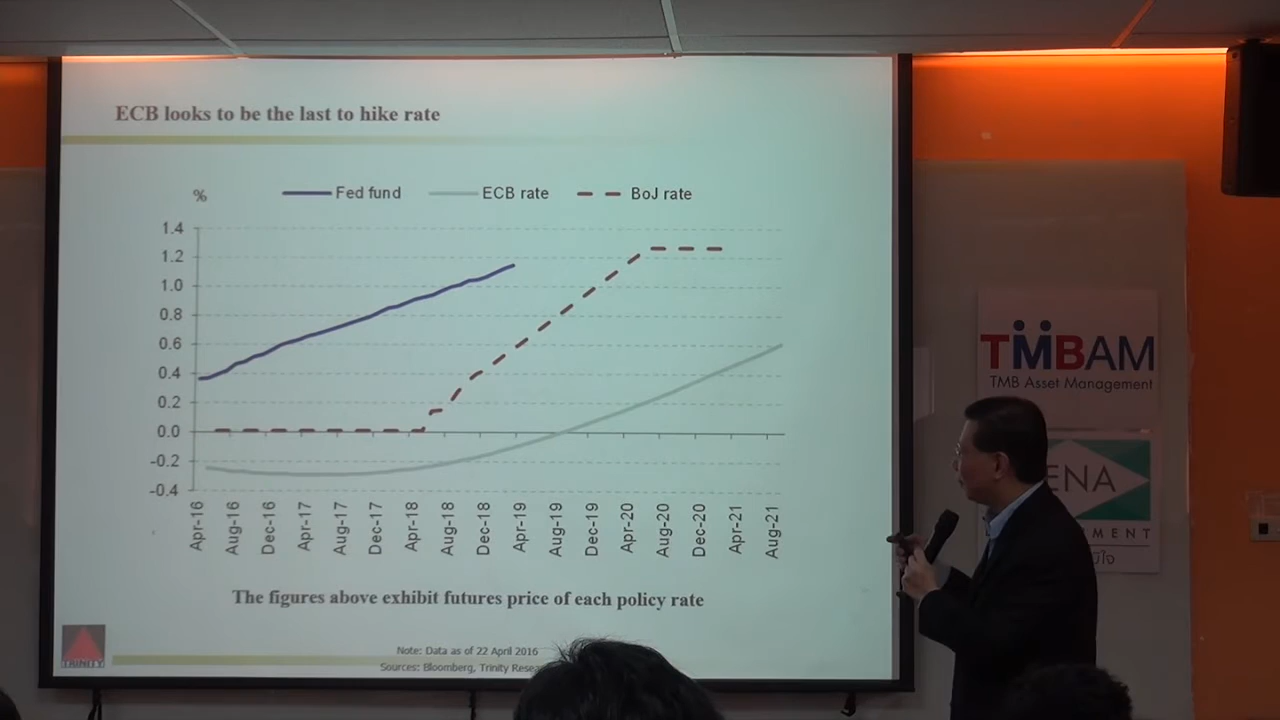 ECB looks to be the last to hike rate
%
Fed fund
ECB rate
BoJ rate
1.4
1.2
1.0
0.8
0.6
0.4
0.2
0.0
-0.2
-0.4
Apr-16
Aug-16
Dec-16
Apr-17
Aug-17
Dec-17
Apr-18
Aug-18
Dec-18
Apr-19
Aug-19
Dec-19
Apr-20
Aug-20
Dec-20
Apr-21
Aug-21
The figures above exhibit futures price of each policy rate
Note: Data as of 22 April 2016
Sources: Bloomberg, Trinity
TRINITY
TMBAM
TMB Asset Management
ENA
MENT